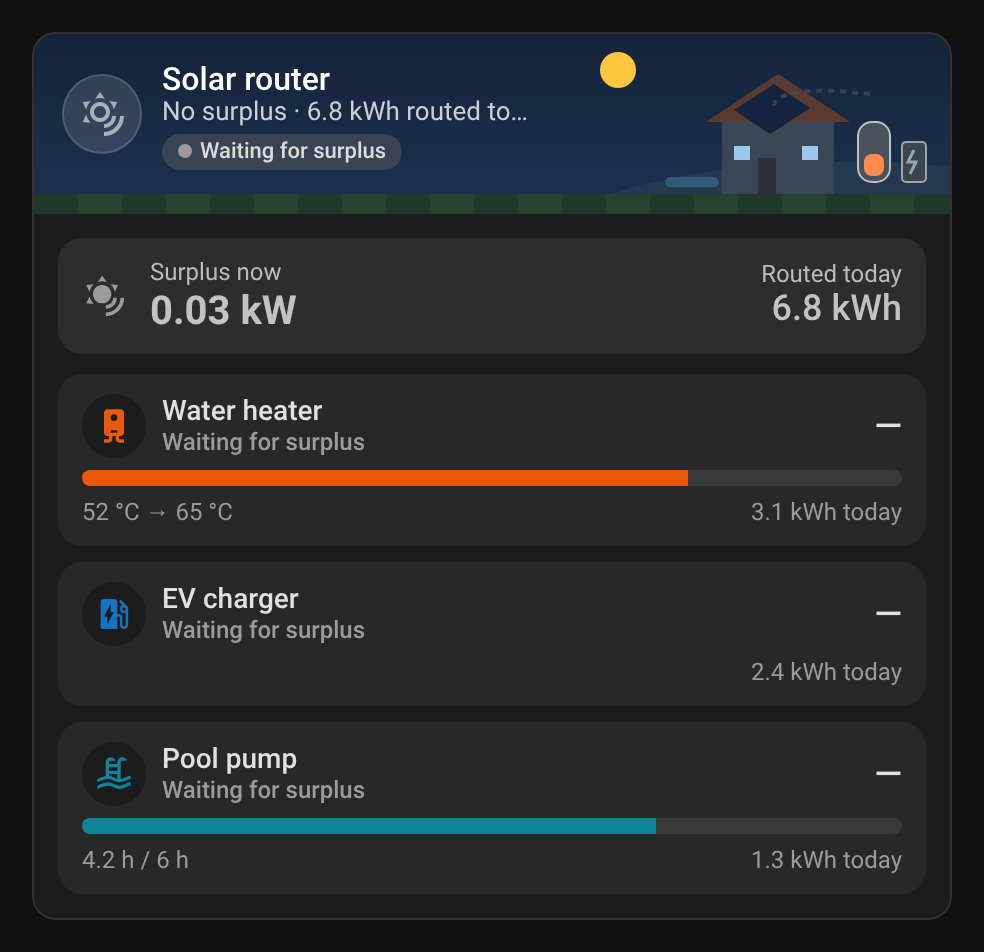 Solar router
No surplus · 6.8 kWh routed to…
Waiting for surplus
Surplus now
0.03 kW
Routed today
6.8 kWh
Water heater
Waiting for surplus
—
52 °C → 65 °C
3.1 kWh today
EV charger
Waiting for surplus
—
2.4 kWh today
Pool pump
Waiting for surplus
—
4.2 h / 6 h
1.3 kWh today